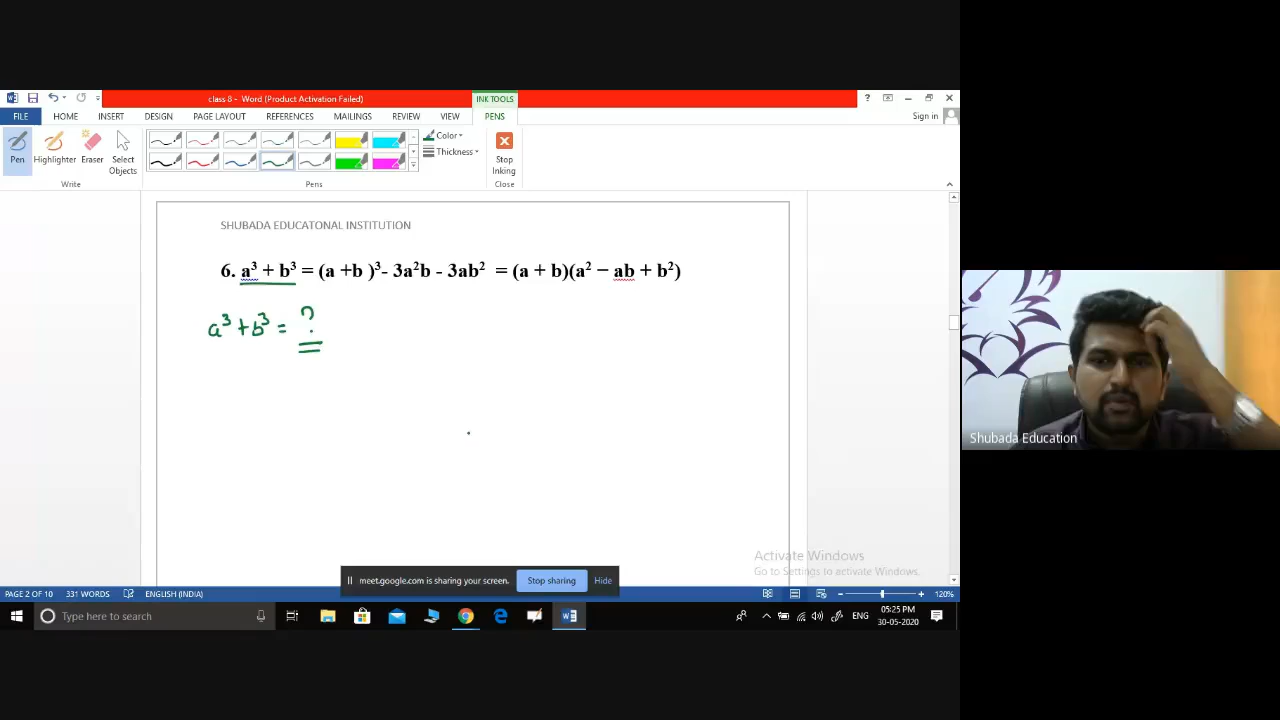 class 8 - Word (Product Activation Failed)
INK TOOLS
?
FILE
HOME
INSERT
DESIGN
PAGE LAYOUT
REFERENCES
MAILINGS
REVIEW
VIEW
PENS
Sign in
Pen
Highlighter
Eraser
Select Objects
Color
Thickness
Stop Inking
Write
Pens
Close
SHUBADA EDUCATONAL INSTITUTION
6. a³ + b³ = (a +b )³- 3a²b - 3ab² = (a + b)(a² − ab + b²)
a³ + b³ = ?
Shubada Education
Activate Windows
Go to Settings to activate Windows.
meet.google.com is sharing your screen.
Stop sharing
Hide
PAGE 2 OF 10
331 WORDS
ENGLISH (INDIA)
120%
Type here to search
ENG
05:25 PM
30-05-2020